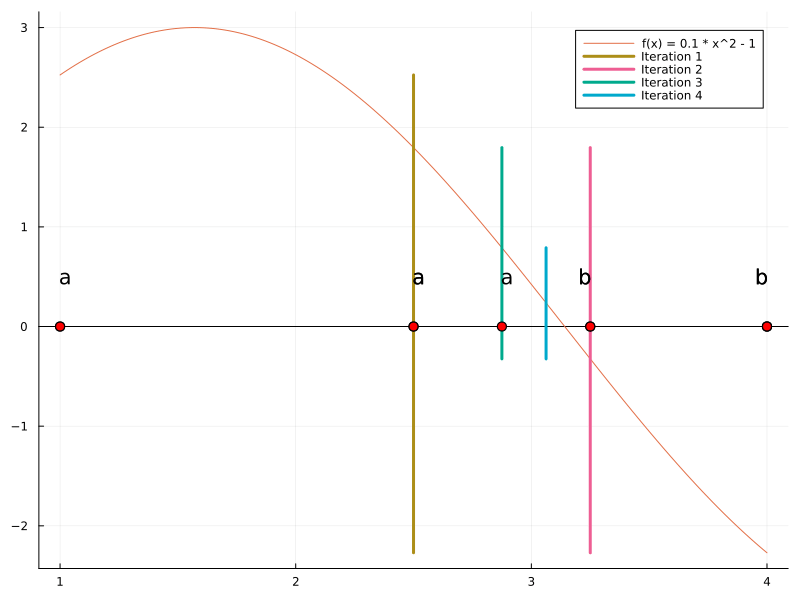 3
f(x) = 0.1 * x^2 - 1
Iteration 1
Iteration 2
Iteration 3
Iteration 4
2
1
a a a b b
0
−1
−2
1 2 3 4